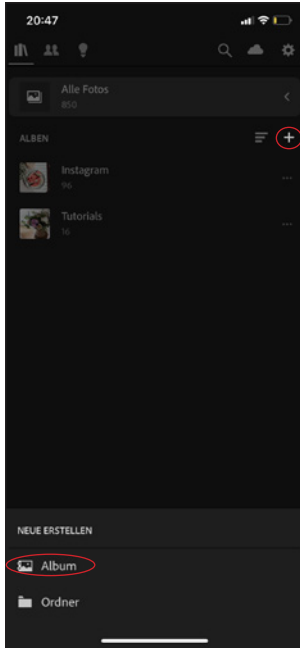 20:47
Alle Fotos
850
ALBEN
Instagram
96
Tutorials
16
NEUE ERSTELLEN
Album
Ordner